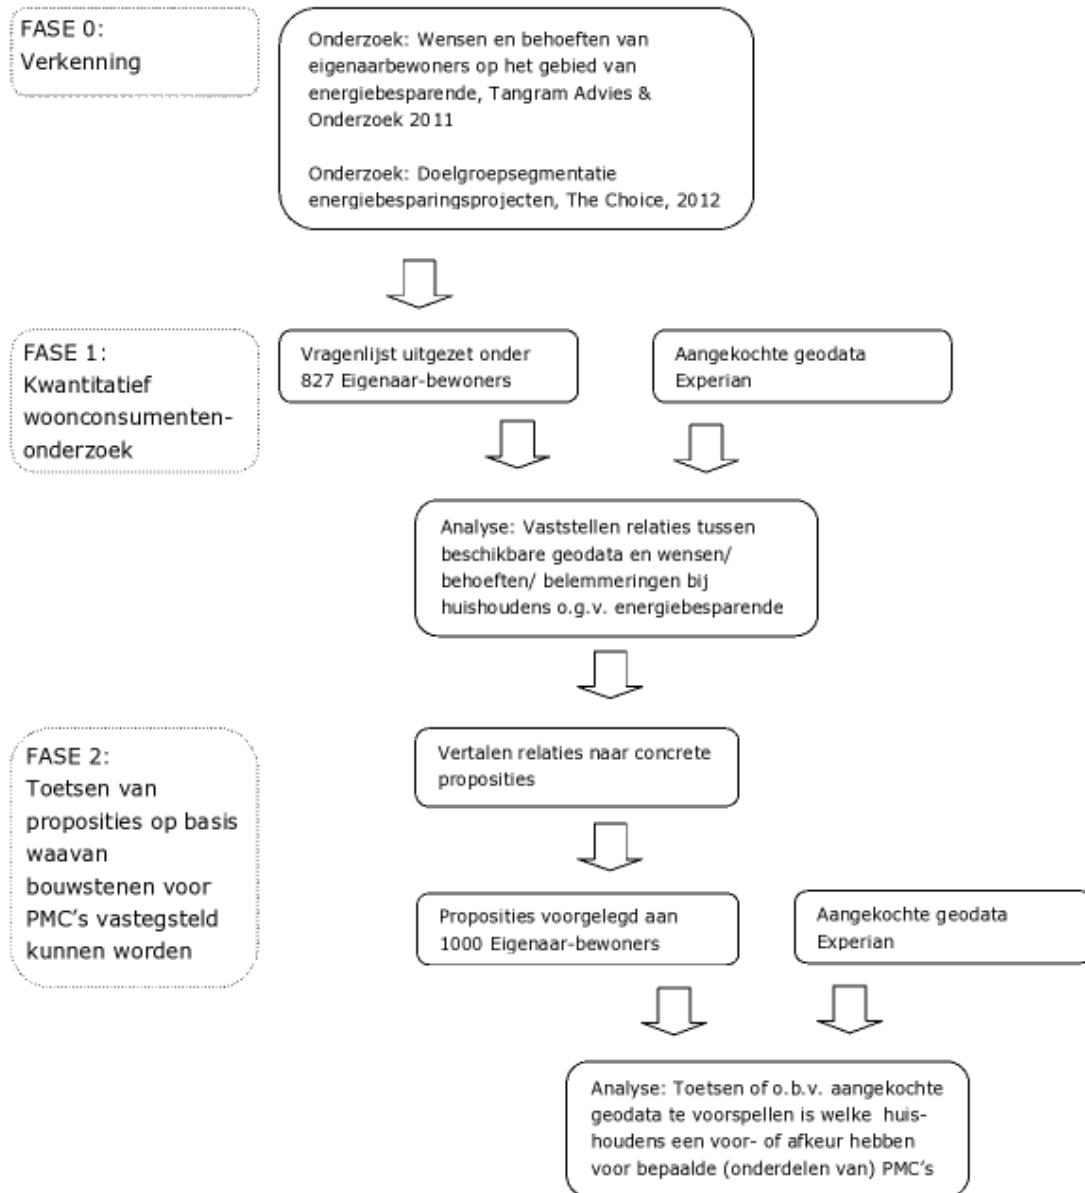 FASE 0:
Verkenning
Onderzoek: Wensen en behoeften van
eigenaarbewoners op het gebied van
energiebesparende, Tangram Advies &
Onderzoek 2011
Onderzoek: Doelgroepsegmentatie
energiebesparingsprojecten, The Choice, 2012
FASE 1:
Kwantitatief
woonconsumenten-
onderzoek
Vragenlijst uitgezet onder
827 Eigenaar-bewoners
Aangekochte geodata
Experian
Analyse: Vaststellen relaties tussen
beschikbare geodata en wensen/
behoeften/ belemmeringen bij
huishoudens o.g.v. energiebesparende
FASE 2:
Toetsen van
proposities op basis
waavan
bouwstenen voor
PMC's vastegsteld
kunnen worden
Vertalen relaties naar concrete
proposities
Proposities voorgelegd aan
1000 Eigenaar-bewoners
Aangekochte geodata
Experian
Analyse: Toetsen of o.b.v. aangekochte
geodata te voorspellen is welke huis-
houdens een voor- of afkeur hebben
voor bepaalde (onderdelen van) PMC's